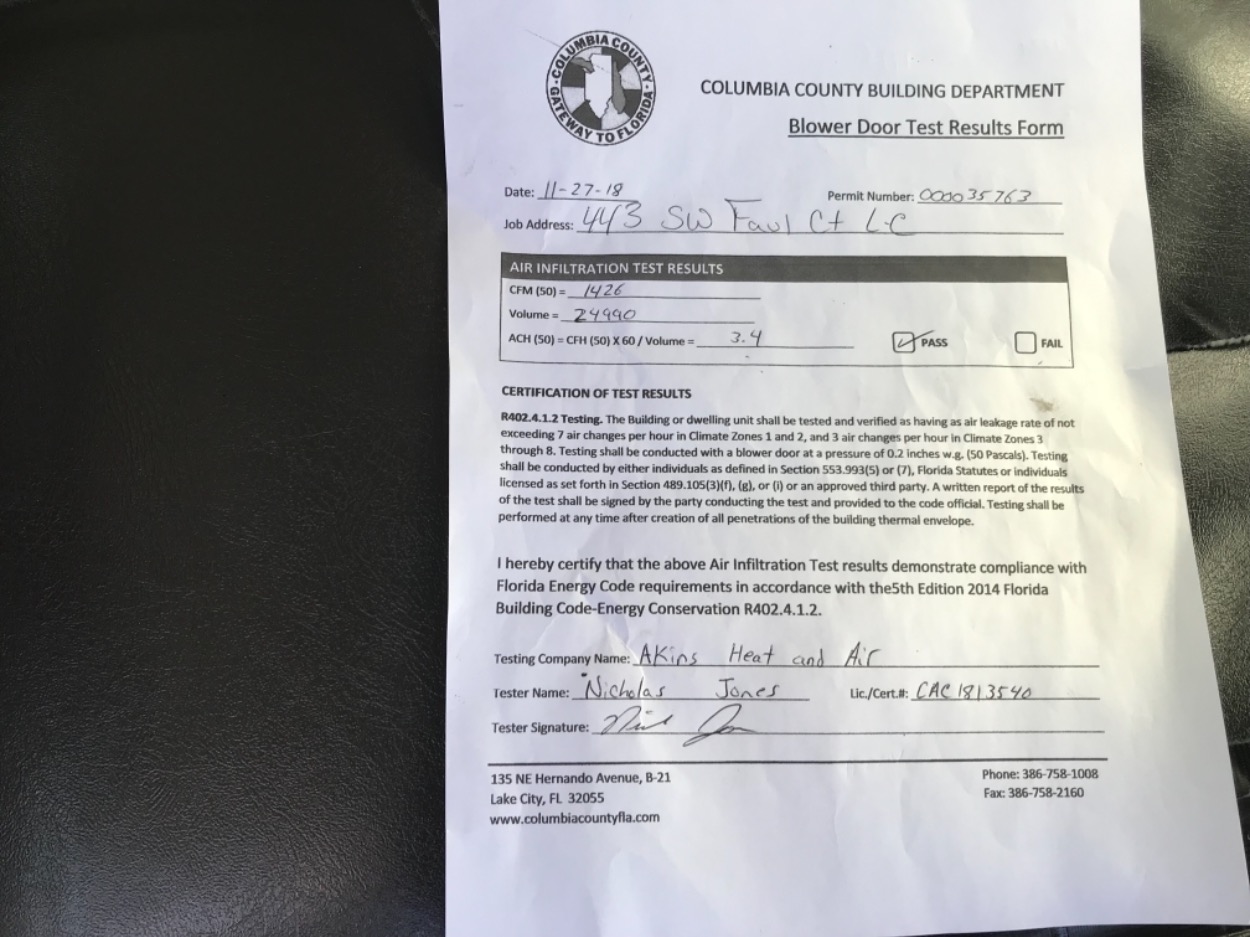 COLUMBIA COUNTY
GATEWAY TO FLORIDA
COLUMBIA COUNTY BUILDING DEPARTMENT
Blower Door Test Results Form
Date: 11-27-18
Permit Number: 000035763
Job Address: 443 SW Faul Ct LC
AIR INFILTRATION TEST RESULTS
CFM (50) = 1426
Volume = 24990
ACH (50) = CFH (50) X 60 / Volume = 3.4 PASS FAIL
CERTIFICATION OF TEST RESULTS
R402.4.1.2 Testing. The Building or dwelling unit shall be tested and verified as having as air leakage rate of not
exceeding 7 air changes per hour in Climate Zones 1 and 2, and 3 air changes per hour in Climate Zones 3
through 8. Testing shall be conducted with a blower door at a pressure of 0.2 inches w.g. (50 Pascals). Testing
shall be conducted by either individuals as defined in Section 553.993(5) or (7), Florida Statutes or individuals
licensed as set forth in Section 489.105(3)(f), (g), or (i) or an approved third party. A written report of the results
of the test shall be signed by the party conducting the test and provided to the code official. Testing shall be
performed at any time after creation of all penetrations of the building thermal envelope.
I hereby certify that the above Air Infiltration Test results demonstrate compliance with
Florida Energy Code requirements in accordance with the5th Edition 2014 Florida
Building Code-Energy Conservation R402.4.1.2.
Testing Company Name: Akins Heat and Air
Tester Name: Nicholas Jones Lic./Cert.#: CAC1813540
Tester Signature:
135 NE Hernando Avenue, B-21
Phone: 386-758-1008
Lake City, FL 32055
Fax: 386-758-2160
www.columbiacountyfla.com